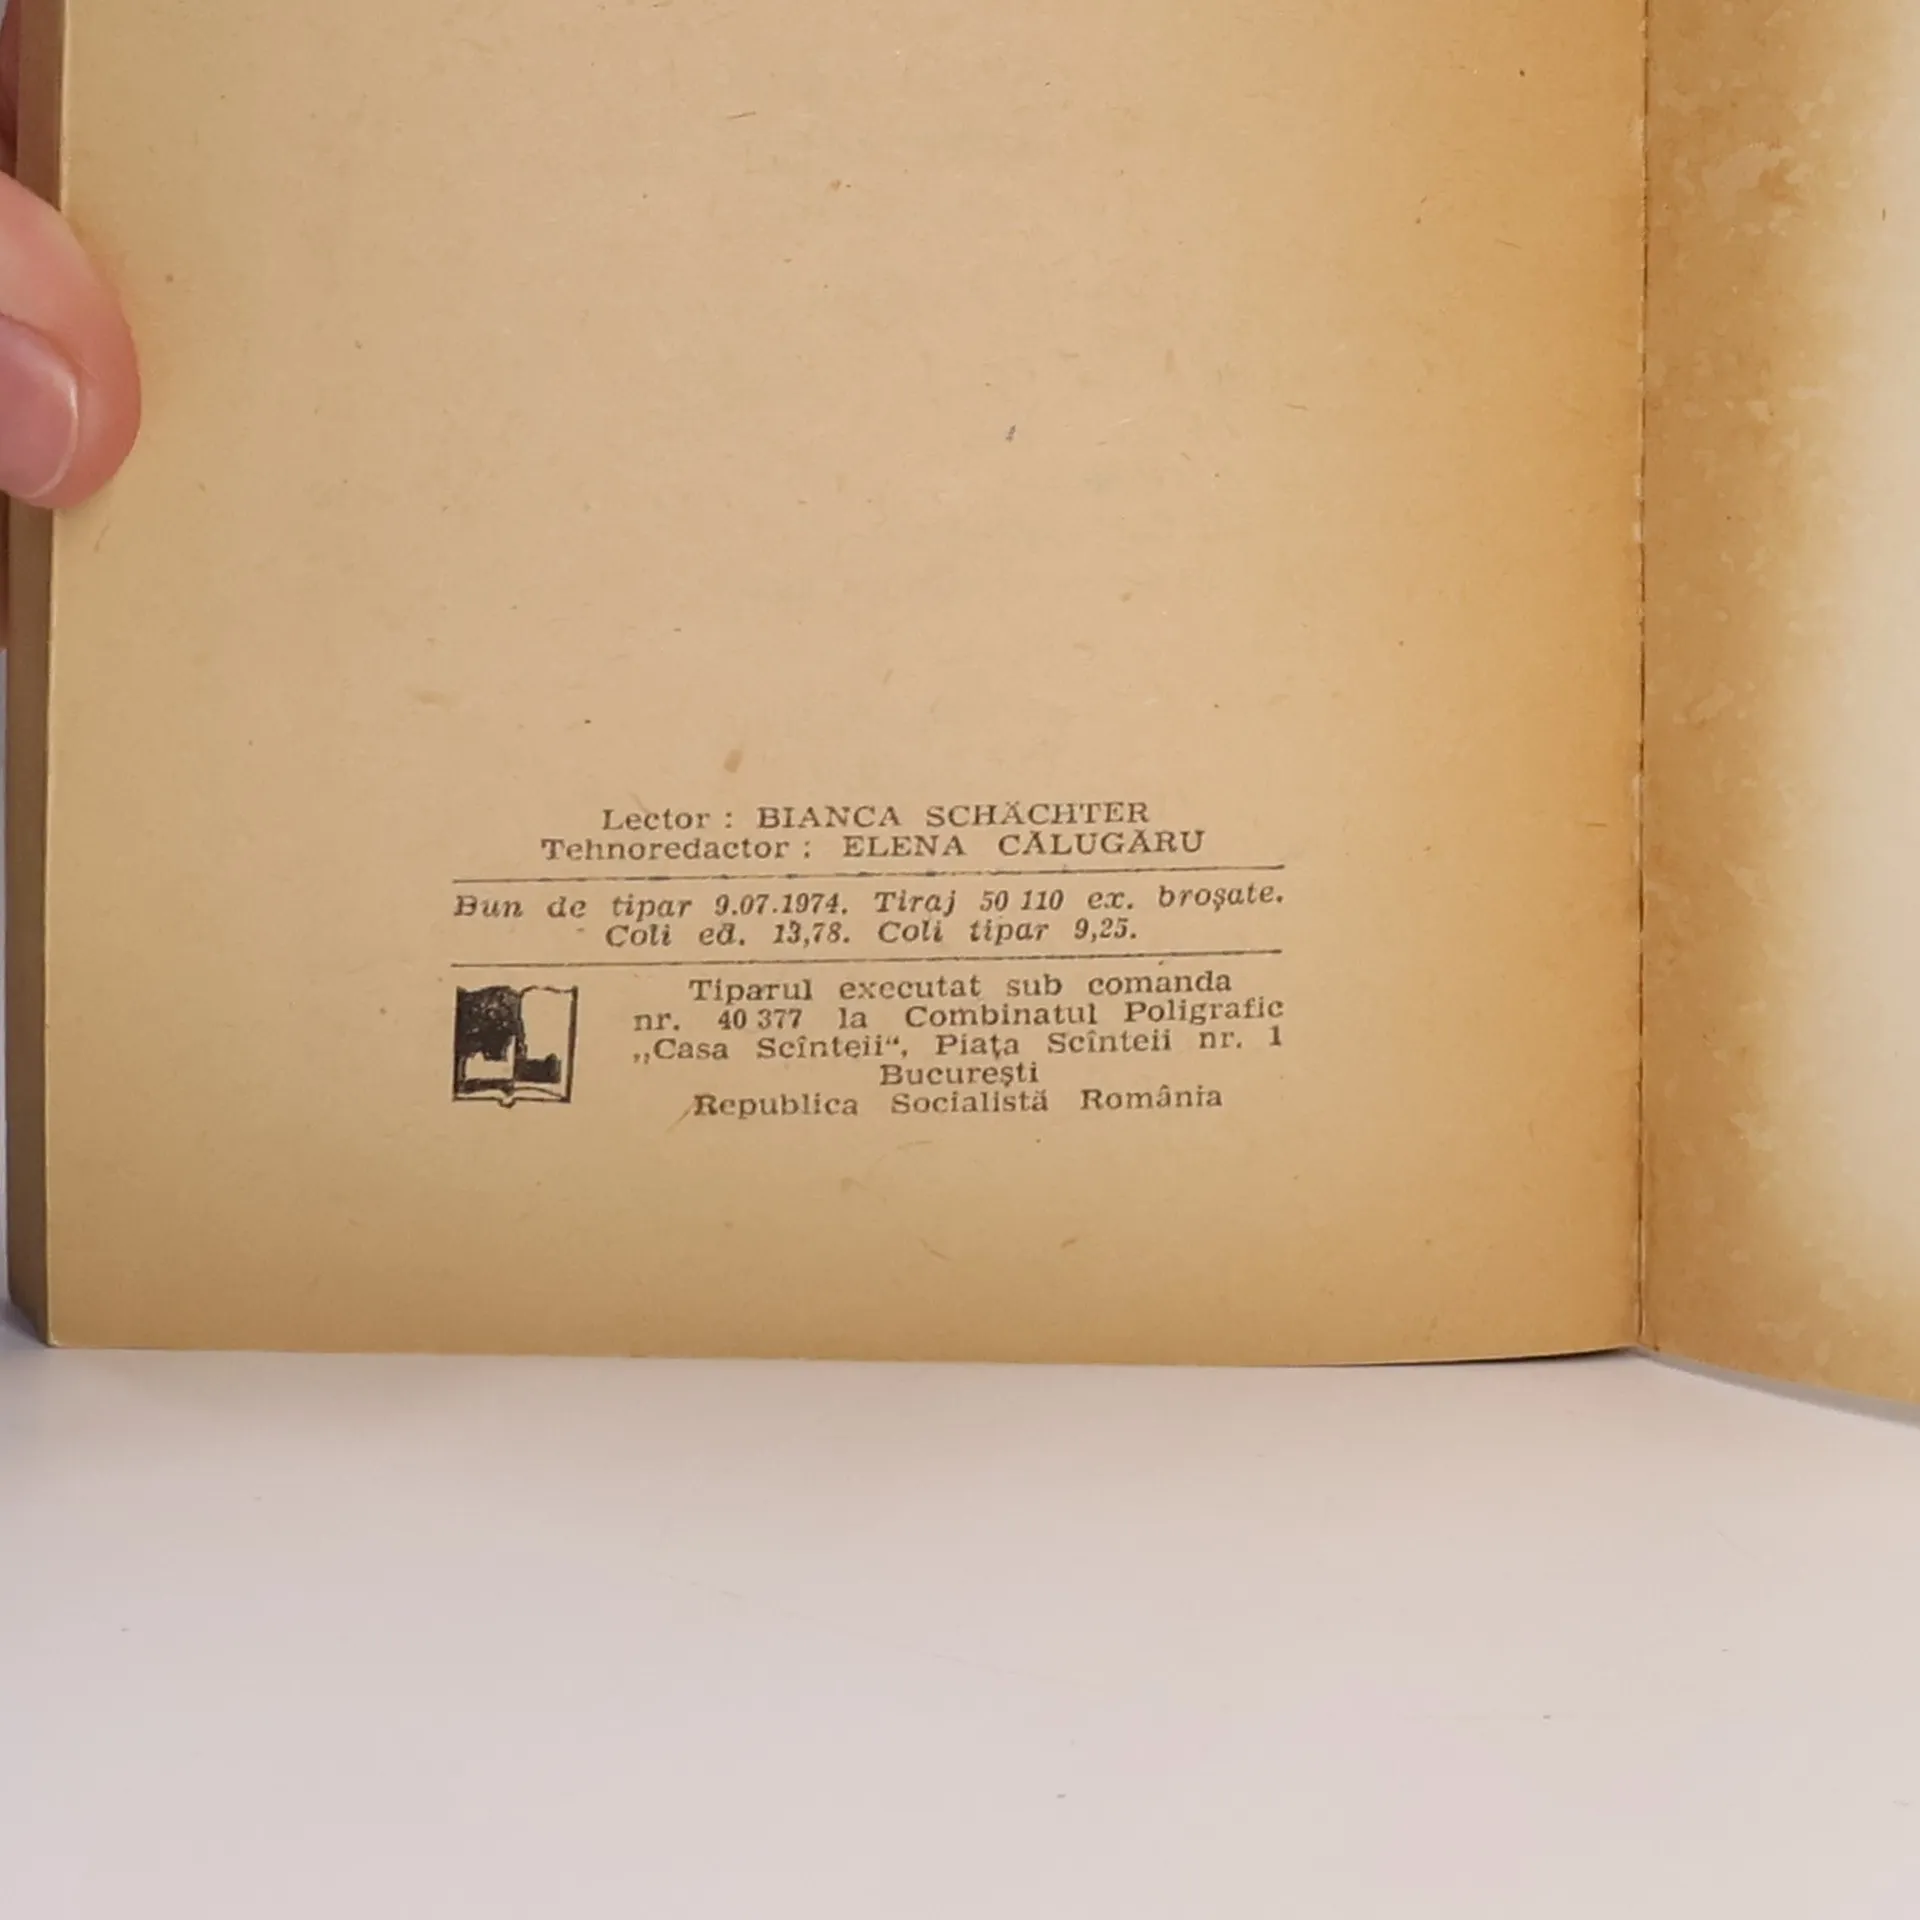 Lector : BIANCA SCHÄCHTER
Tehnoredactor : ELENA CĂLUGĂRU
Bun de tipar 9.07.1974. Tiraj 50 110 ex. broşate.
Coli ed. 13,78. Coli tipar 9,25.
Tiparul executat sub comanda
nr. 40 377 la Combinatul Poligrafic
„Casa Scînteii“, Piaţa Scînteii nr. 1
Bucureşti
Republica Socialistă România